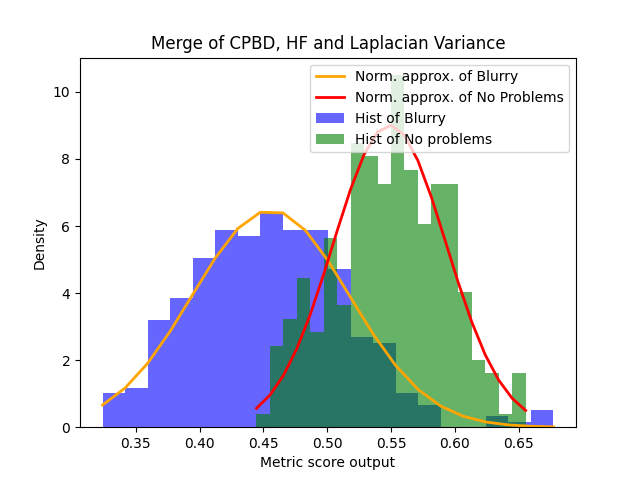 Merge of CPBD, HF and Laplacian Variance
Norm. approx. of Blurry
Norm. approx. of No Problems
Hist of Blurry
Hist of No problems
Density
10
8
6
4
2
0
0.35 0.40 0.45 0.50 0.55 0.60 0.65
Metric score output